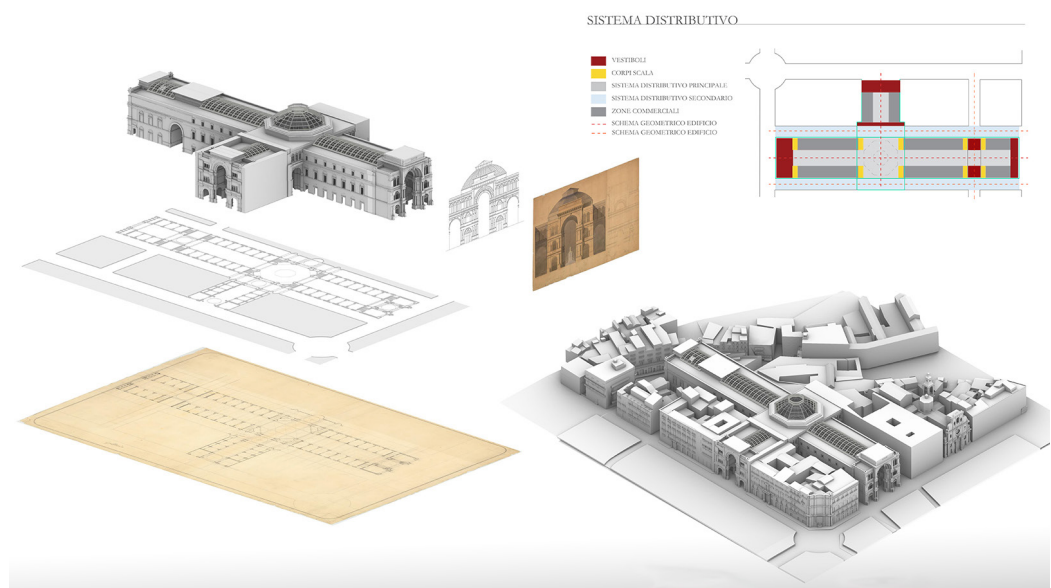 SISTEMA DISTRIBUTIVO
VESTIBOLI
CORPI SCALA
SISTEMA DISTRIBUTIVO PRINCIPALE
SISTEMA DISTRIBUTIVO SECONDARIO
ZONE COMMERCIALI
SCHEMA GEOMETRICO EDIFICIO
SCHEMA GEOMETRICO EDIFICIO